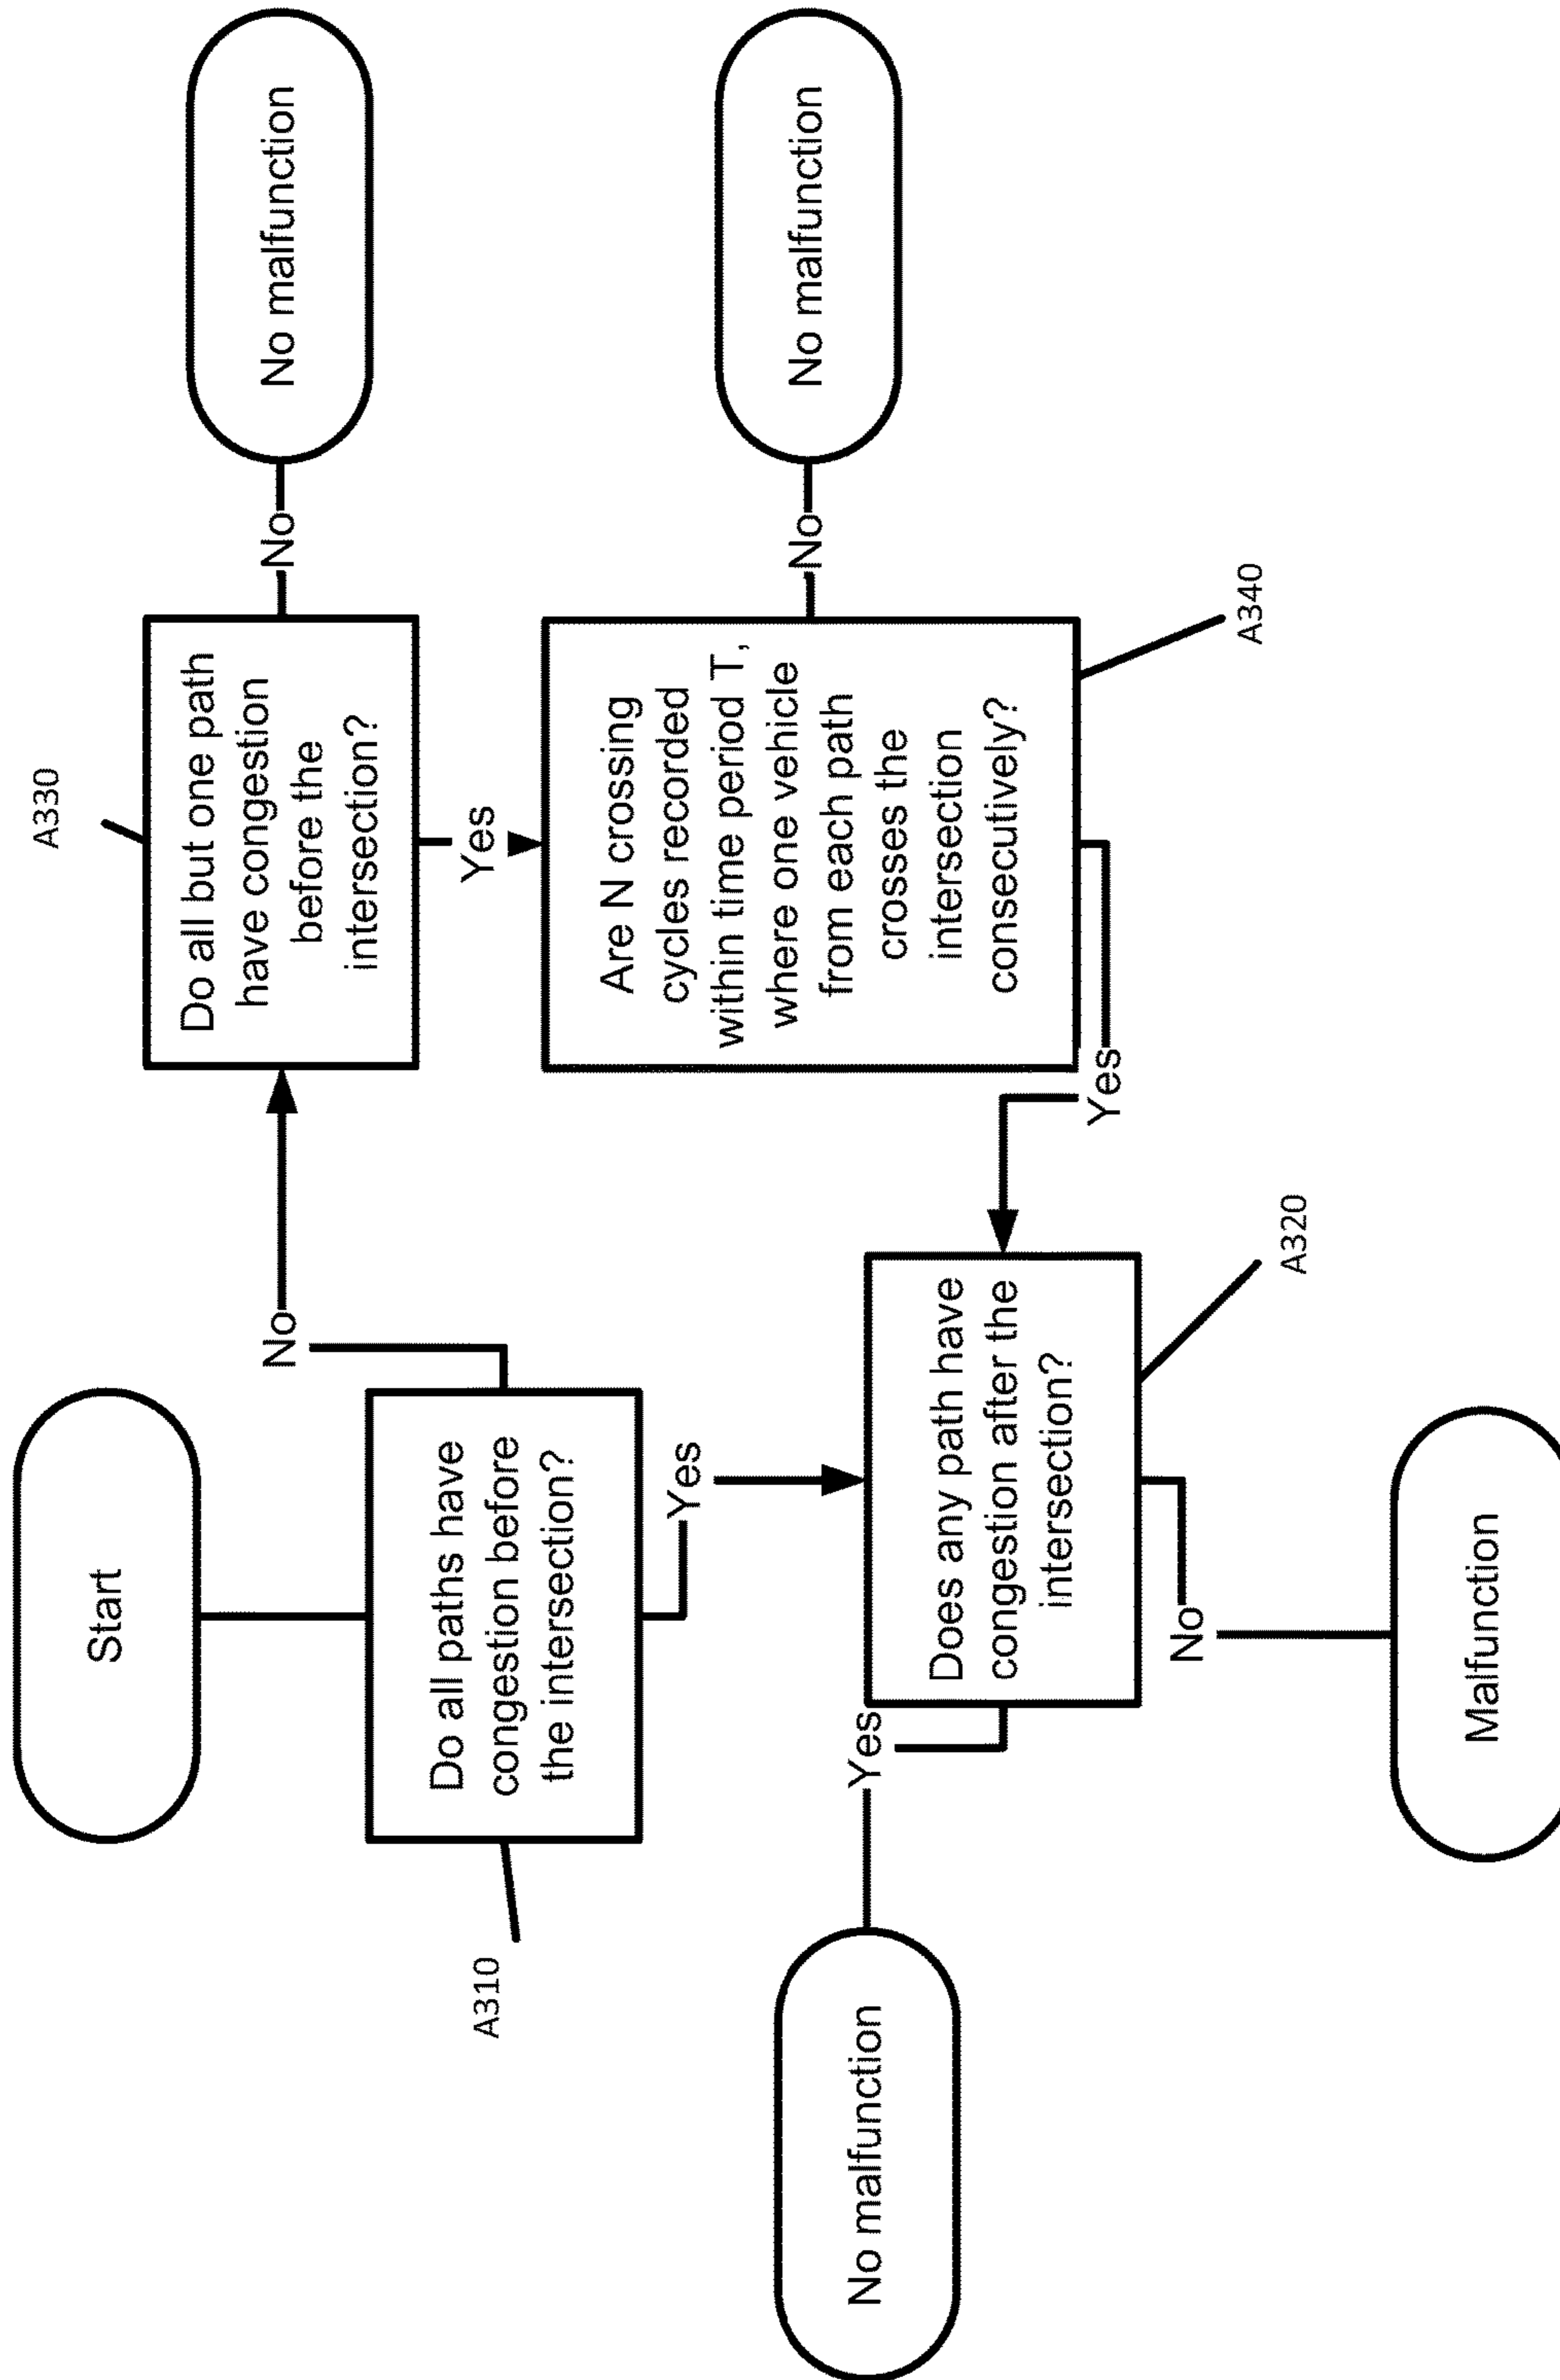 Start
Do all paths have
congestion before
the intersection?
A310
No
Yes
Do all but one path
have congestion
before the
intersection?
A330
No
No malfunction
Yes
Are N crossing
cycles recorded
within time period T,
where one vehicle
from each path
crosses the
intersection
consecutively?
A340
No
No malfunction
Yes
Does any path have
congestion after the
intersection?
A320
Yes
No malfunction
No
Malfunction